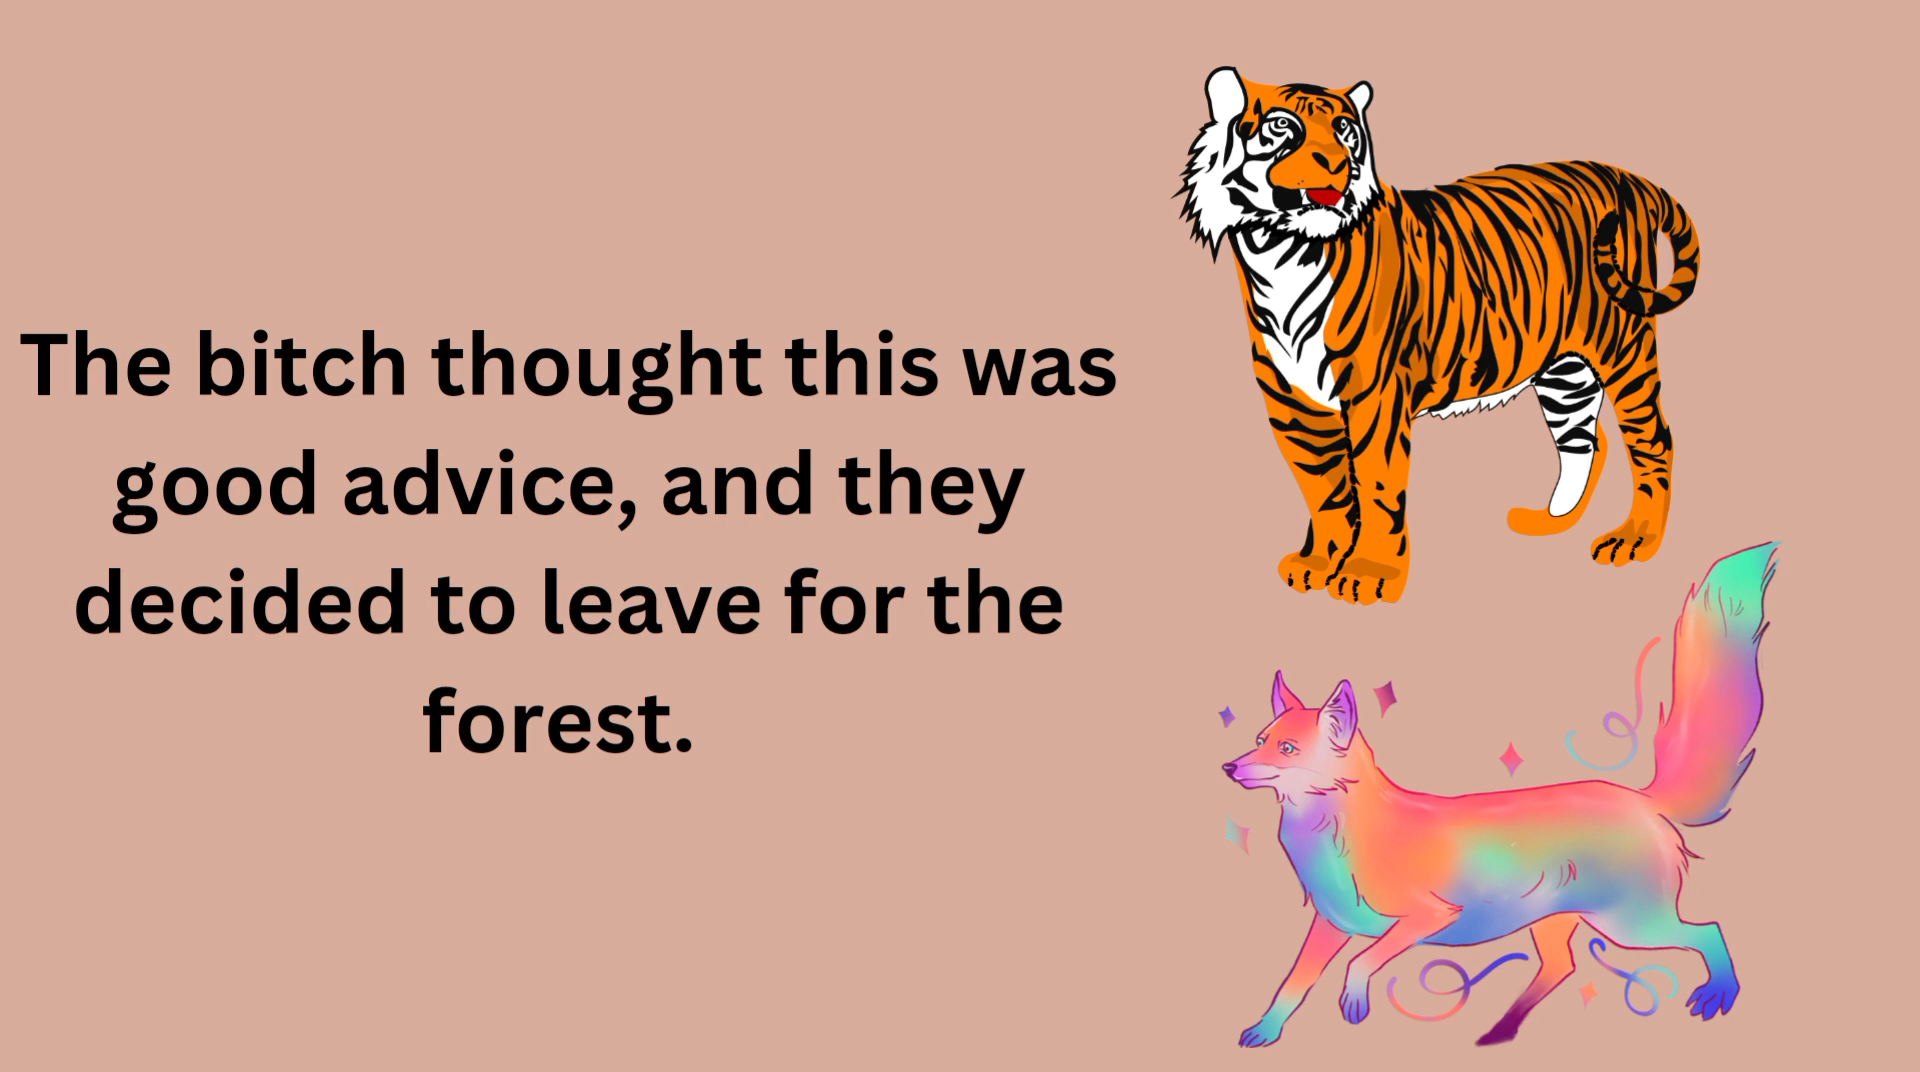 The bitch thought this was
good advice, and they
decided to leave for the
forest.